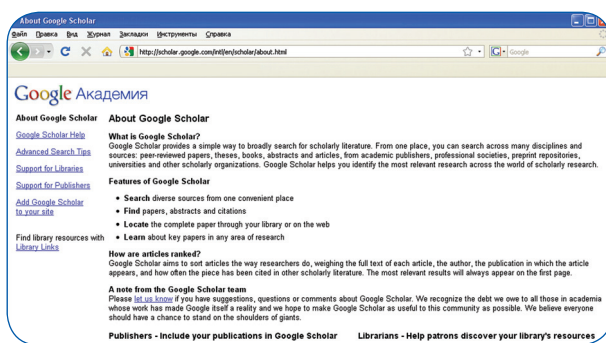 About Google Scholar
Файл Правка Вид Журнал Закладки Инструменты Справка
http://scholar.google.com/intl/en/scholar/about.html
Google
Google Академия
About Google Scholar
Google Scholar Help
Advanced Search Tips
Support for Libraries
Support for Publishers
Add Google Scholar
to your site
Find library resources with
Library Links
About Google Scholar
What is Google Scholar?
Google Scholar provides a simple way to broadly search for scholarly literature. From one place, you can search across many disciplines and
sources: peer-reviewed papers, theses, books, abstracts and articles, from academic publishers, professional societies, preprint repositories,
universities and other scholarly organizations. Google Scholar helps you identify the most relevant research across the world of scholarly research.
Features of Google Scholar
• Search diverse sources from one convenient place
• Find papers, abstracts and citations
• Locate the complete paper through your library or on the web
• Learn about key papers in any area of research
How are articles ranked?
Google Scholar aims to sort articles the way researchers do, weighing the full text of each article, the author, the publication in which the article
appears, and how often the piece has been cited in other scholarly literature. The most relevant results will always appear on the first page.
A note from the Google Scholar team
Please let us know if you have suggestions, questions or comments about Google Scholar. We recognize the debt we owe to all those in academia
whose work has made Google itself a reality and we hope to make Google Scholar as useful to this community as possible. We believe everyone
should have a chance to stand on the shoulders of giants.
Publishers - Include your publications in Google Scholar
Librarians - Help patrons discover your library's resources